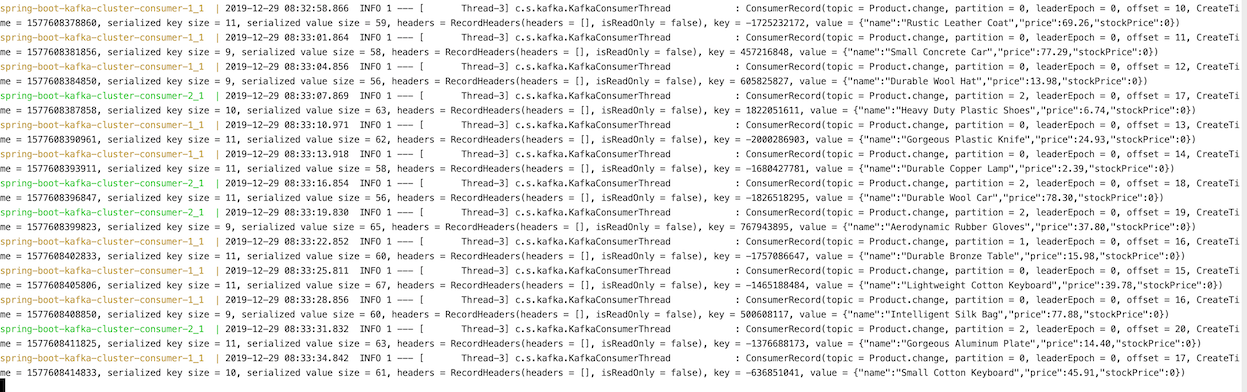 spring-boot-kafka-cluster-consumer-1_1  | 2019-12-29 08:32:58.866  INFO 1 --- [       Thread-3] c.s.kafka.KafkaConsumerThread            : ConsumerRecord(topic = Product.change, partition = 0, leaderEpoch = 0, offset = 10, CreateTi
me = 1577608378860, serialized key size = 11, serialized value size = 59, headers = RecordHeaders(headers = [], isReadOnly = false), key = -1725232172, value = {"name":"Rustic Leather Coat","price":69.26,"stockPrice":0})
spring-boot-kafka-cluster-consumer-1_1  | 2019-12-29 08:33:01.864  INFO 1 --- [       Thread-3] c.s.kafka.KafkaConsumerThread            : ConsumerRecord(topic = Product.change, partition = 0, leaderEpoch = 0, offset = 11, CreateTi
me = 1577608381856, serialized key size = 9, serialized value size = 58, headers = RecordHeaders(headers = [], isReadOnly = false), key = 457216848, value = {"name":"Small Concrete Car","price":77.29,"stockPrice":0})
spring-boot-kafka-cluster-consumer-1_1  | 2019-12-29 08:33:04.856  INFO 1 --- [       Thread-3] c.s.kafka.KafkaConsumerThread            : ConsumerRecord(topic = Product.change, partition = 0, leaderEpoch = 0, offset = 12, CreateTi
me = 1577608384850, serialized key size = 9, serialized value size = 56, headers = RecordHeaders(headers = [], isReadOnly = false), key = 605825827, value = {"name":"Durable Wool Hat","price":13.98,"stockPrice":0})
spring-boot-kafka-cluster-consumer-2_1  | 2019-12-29 08:33:07.869  INFO 1 --- [       Thread-3] c.s.kafka.KafkaConsumerThread            : ConsumerRecord(topic = Product.change, partition = 2, leaderEpoch = 0, offset = 17, CreateTi
me = 1577608387858, serialized key size = 10, serialized value size = 63, headers = RecordHeaders(headers = [], isReadOnly = false), key = 1822051611, value = {"name":"Heavy Duty Plastic Shoes","price":6.74,"stockPrice":0})
spring-boot-kafka-cluster-consumer-1_1  | 2019-12-29 08:33:10.971  INFO 1 --- [       Thread-3] c.s.kafka.KafkaConsumerThread            : ConsumerRecord(topic = Product.change, partition = 0, leaderEpoch = 0, offset = 13, CreateTi
me = 1577608390961, serialized key size = 11, serialized value size = 62, headers = RecordHeaders(headers = [], isReadOnly = false), key = -2000286903, value = {"name":"Gorgeous Plastic Knife","price":24.93,"stockPrice":0})
spring-boot-kafka-cluster-consumer-1_1  | 2019-12-29 08:33:13.918  INFO 1 --- [       Thread-3] c.s.kafka.KafkaConsumerThread            : ConsumerRecord(topic = Product.change, partition = 0, leaderEpoch = 0, offset = 14, CreateTi
me = 1577608393911, serialized key size = 11, serialized value size = 58, headers = RecordHeaders(headers = [], isReadOnly = false), key = -1680427781, value = {"name":"Durable Copper Lamp","price":2.39,"stockPrice":0})
spring-boot-kafka-cluster-consumer-2_1  | 2019-12-29 08:33:16.854  INFO 1 --- [       Thread-3] c.s.kafka.KafkaConsumerThread            : ConsumerRecord(topic = Product.change, partition = 2, leaderEpoch = 0, offset = 18, CreateTi
me = 1577608396847, serialized key size = 11, serialized value size = 56, headers = RecordHeaders(headers = [], isReadOnly = false), key = -1826518295, value = {"name":"Durable Wool Car","price":78.30,"stockPrice":0})
spring-boot-kafka-cluster-consumer-2_1  | 2019-12-29 08:33:19.830  INFO 1 --- [       Thread-3] c.s.kafka.KafkaConsumerThread            : ConsumerRecord(topic = Product.change, partition = 2, leaderEpoch = 0, offset = 19, CreateTi
me = 1577608399823, serialized key size = 9, serialized value size = 65, headers = RecordHeaders(headers = [], isReadOnly = false), key = 767943895, value = {"name":"Aerodynamic Rubber Gloves","price":37.80,"stockPrice":0})
spring-boot-kafka-cluster-consumer-1_1  | 2019-12-29 08:33:22.852  INFO 1 --- [       Thread-3] c.s.kafka.KafkaConsumerThread            : ConsumerRecord(topic = Product.change, partition = 1, leaderEpoch = 0, offset = 16, CreateTi
me = 1577608402833, serialized key size = 11, serialized value size = 60, headers = RecordHeaders(headers = [], isReadOnly = false), key = -1757086647, value = {"name":"Durable Bronze Table","price":15.98,"stockPrice":0})
spring-boot-kafka-cluster-consumer-1_1  | 2019-12-29 08:33:25.811  INFO 1 --- [       Thread-3] c.s.kafka.KafkaConsumerThread            : ConsumerRecord(topic = Product.change, partition = 0, leaderEpoch = 0, offset = 15, CreateTi
me = 1577608405806, serialized key size = 11, serialized value size = 67, headers = RecordHeaders(headers = [], isReadOnly = false), key = -1465188484, value = {"name":"Lightweight Cotton Keyboard","price":39.78,"stockPrice":0})
spring-boot-kafka-cluster-consumer-1_1  | 2019-12-29 08:33:28.856  INFO 1 --- [       Thread-3] c.s.kafka.KafkaConsumerThread            : ConsumerRecord(topic = Product.change, partition = 0, leaderEpoch = 0, offset = 16, CreateTi
me = 1577608408850, serialized key size = 9, serialized value size = 60, headers = RecordHeaders(headers = [], isReadOnly = false), key = 500608117, value = {"name":"Intelligent Silk Bag","price":77.88,"stockPrice":0})
spring-boot-kafka-cluster-consumer-2_1  | 2019-12-29 08:33:31.832  INFO 1 --- [       Thread-3] c.s.kafka.KafkaConsumerThread            : ConsumerRecord(topic = Product.change, partition = 2, leaderEpoch = 0, offset = 20, CreateTi
me = 1577608411825, serialized key size = 11, serialized value size = 63, headers = RecordHeaders(headers = [], isReadOnly = false), key = -1376688173, value = {"name":"Gorgeous Aluminum Plate","price":14.40,"stockPrice":0})
spring-boot-kafka-cluster-consumer-1_1  | 2019-12-29 08:33:34.842  INFO 1 --- [       Thread-3] c.s.kafka.KafkaConsumerThread            : ConsumerRecord(topic = Product.change, partition = 0, leaderEpoch = 0, offset = 17, CreateTi
me = 1577608414833, serialized key size = 10, serialized value size = 61, headers = RecordHeaders(headers = [], isReadOnly = false), key = -636851041, value = {"name":"Small Cotton Keyboard","price":45.91,"stockPrice":0})